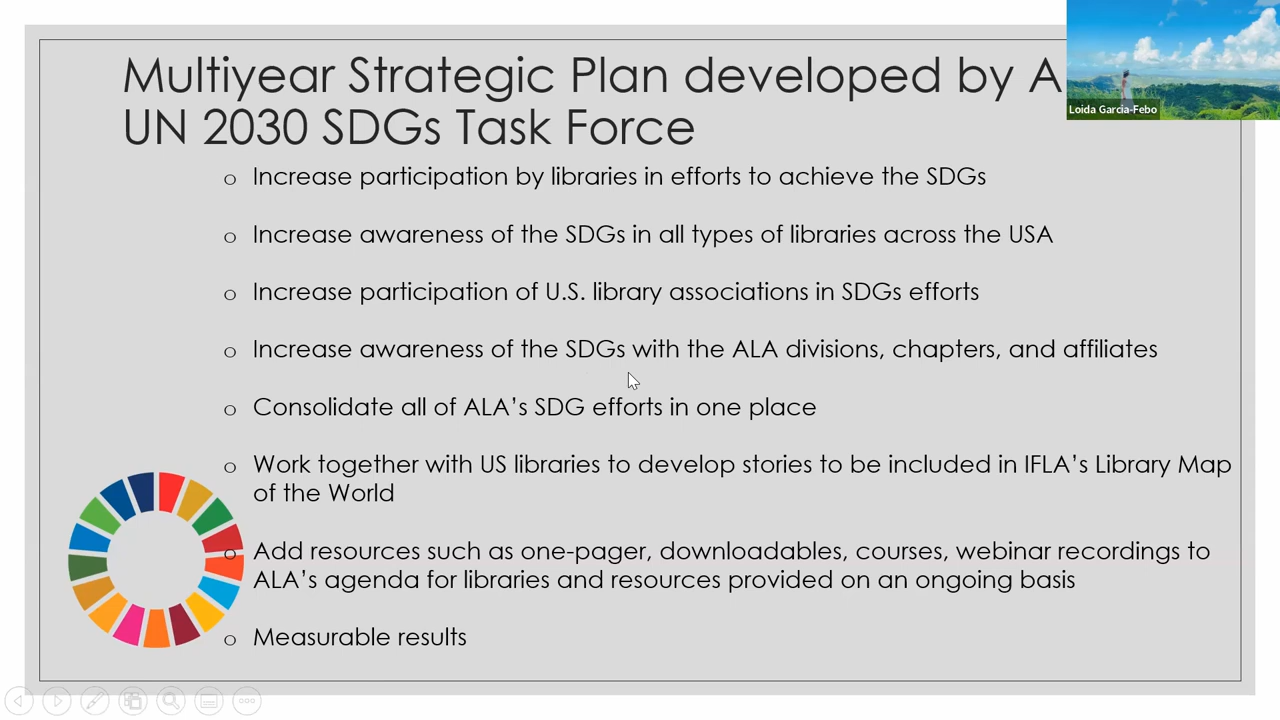 Multiyear Strategic Plan developed by A
UN 2030 SDGs Task Force
Loida Garcia-Febo
o Increase participation by libraries in efforts to achieve the SDGs
o Increase awareness of the SDGs in all types of libraries across the USA
o Increase participation of U.S. library associations in SDGs efforts
o Increase awareness of the SDGs with the ALA divisions, chapters, and affiliates
o Consolidate all of ALA’s SDG efforts in one place
o Work together with US libraries to develop stories to be included in IFLA’s Library Map
of the World
o Add resources such as one-pager, downloadables, courses, webinar recordings to
ALA’s agenda for libraries and resources provided on an ongoing basis
o Measurable results